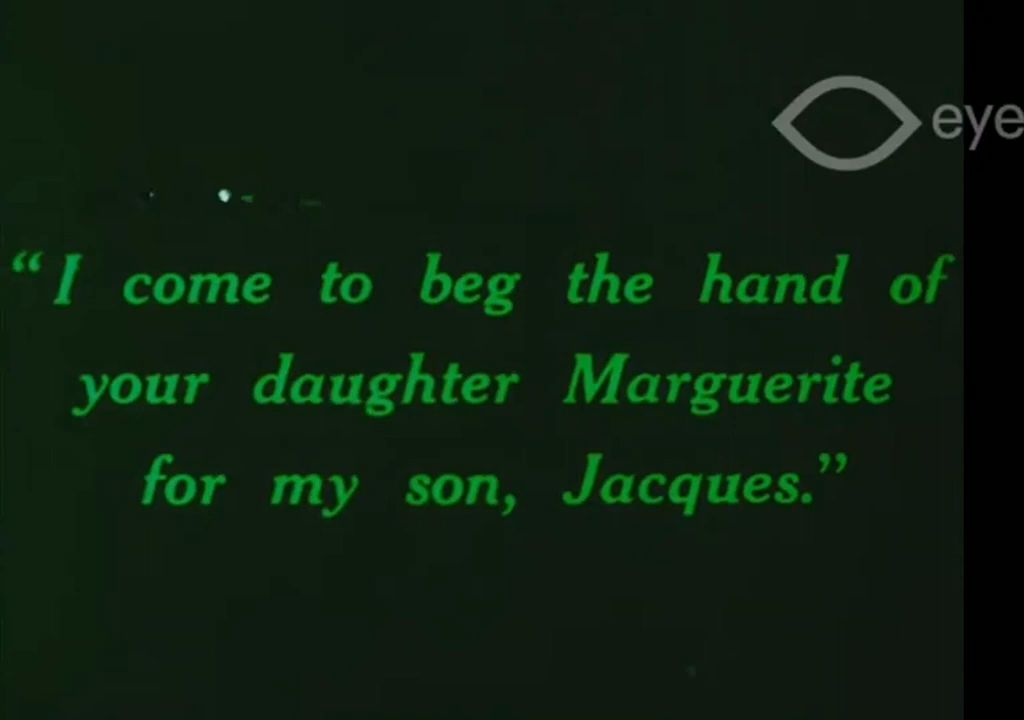 eye
“I come to beg the hand of
your daughter Marguerite
for my son, Jacques.”